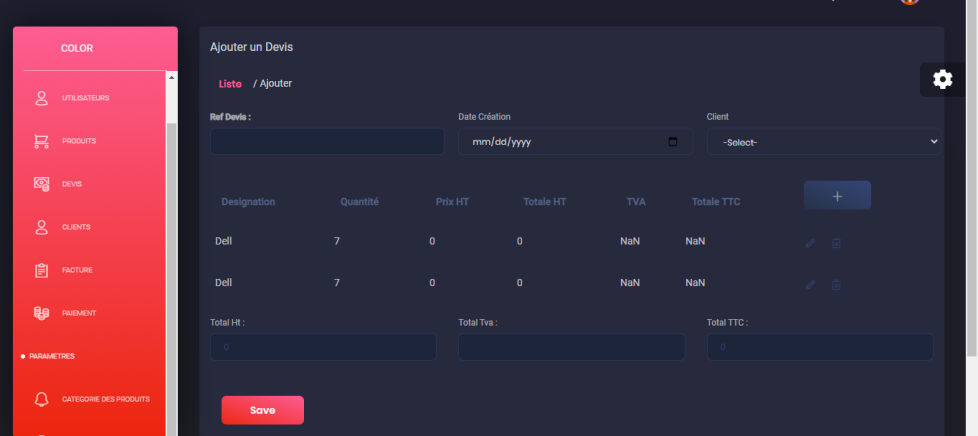 COLOR
UTILISATEURS
PRODUITS
DEVIS
CLIENTS
FACTURE
PAIEMENT
PARAMETRES
CATEGORIE DES PRODUITS
Ajouter un Devis
Liste / Ajouter
Ref Devis : Date Création Client
mm/dd/yyyy -Select-
Designation Quantité Prix HT Totale HT TVA Totale TTC +
Dell 7 0 0 NaN NaN
Dell 7 0 0 NaN NaN
Total Ht : Total Tva : Total TTC :
0 0
Save